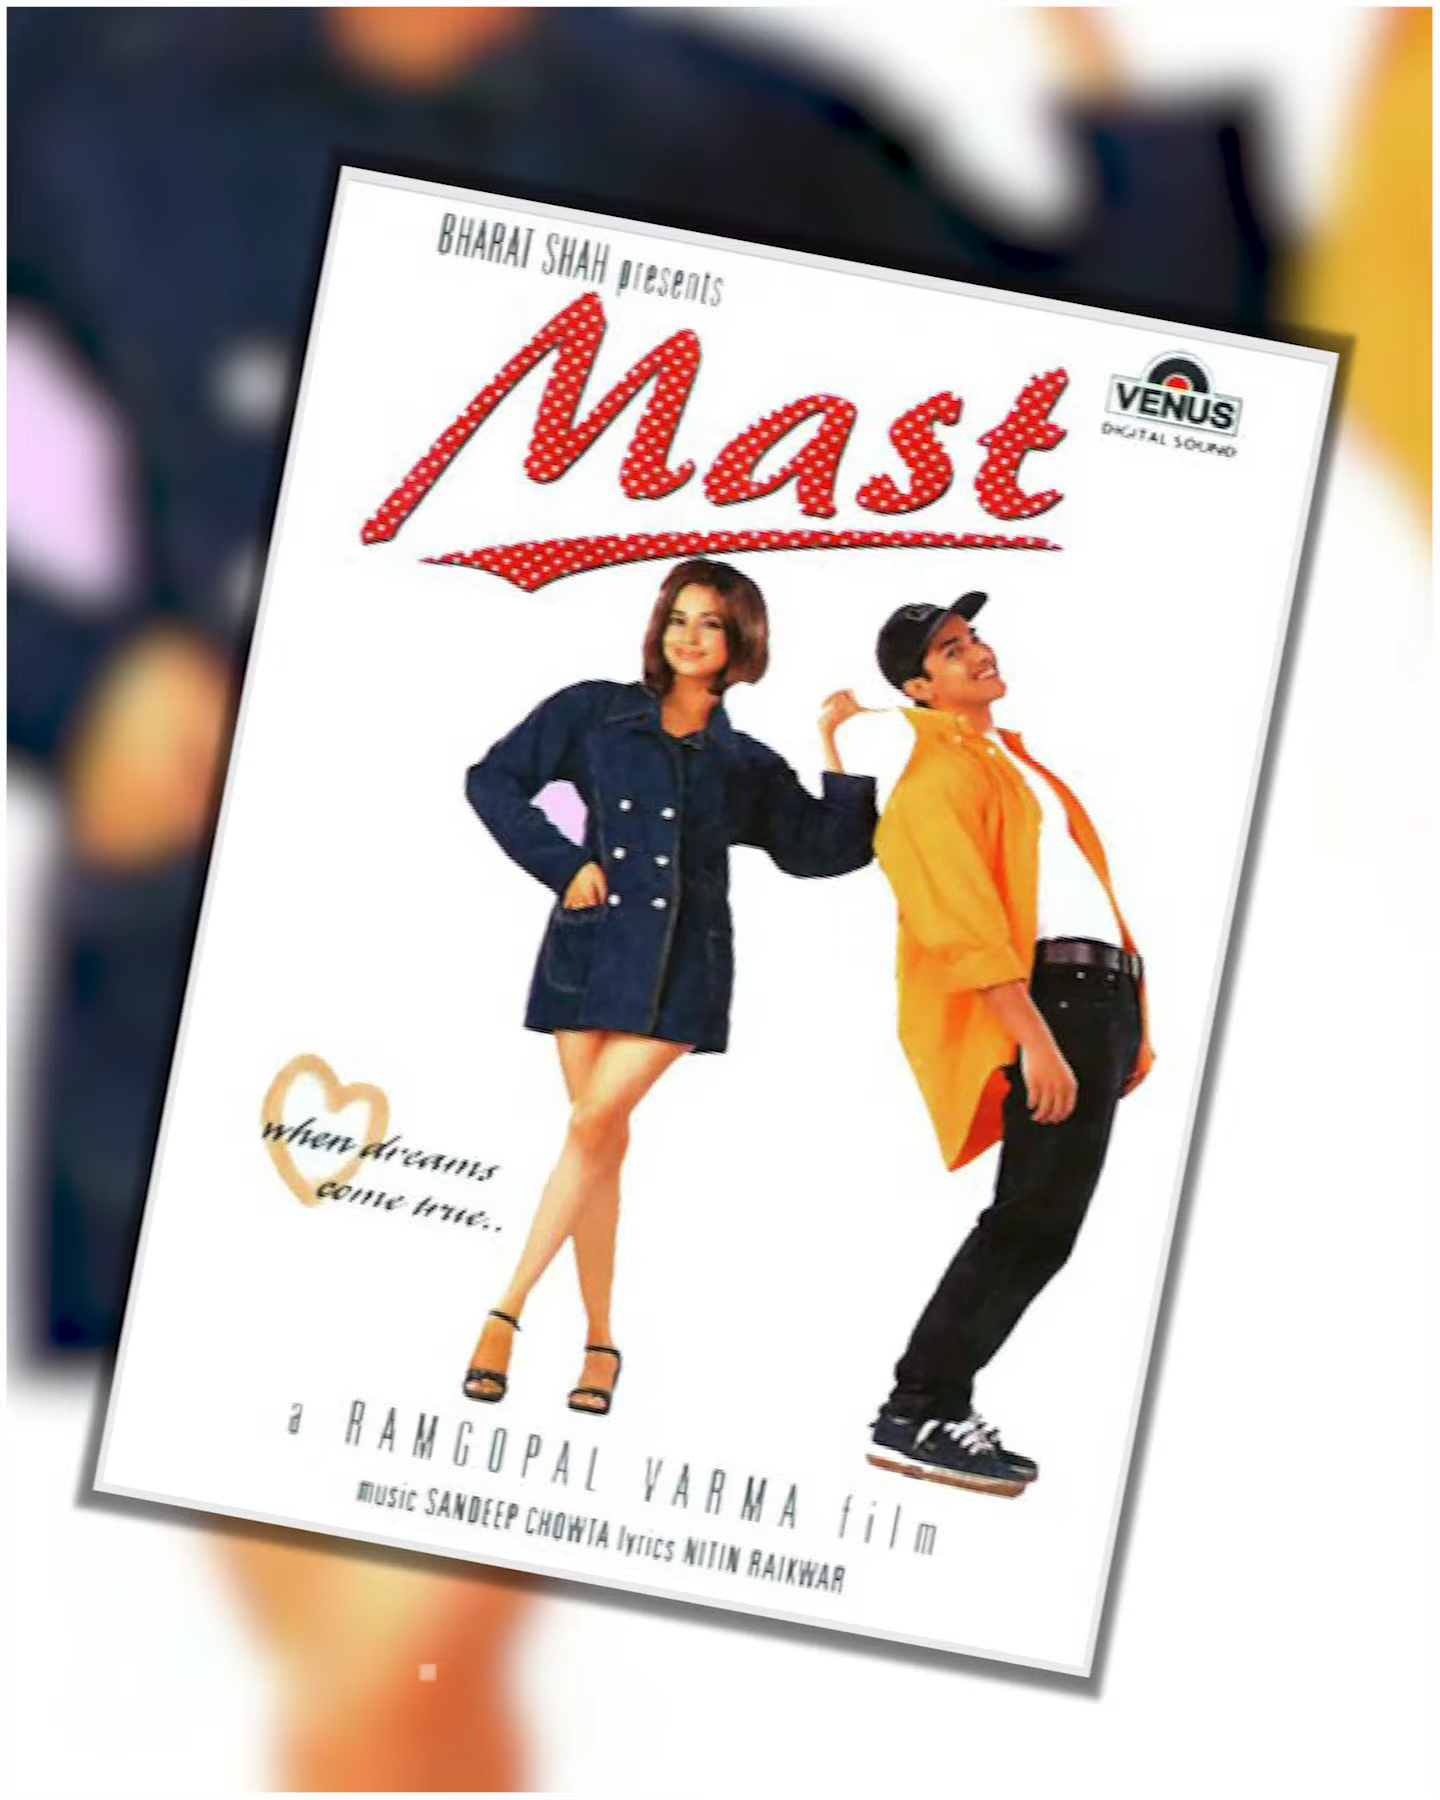 BHARAT SHAH presents
Mast
VENUS
DIGITAL SOUND
when dreams
come true..
a RAMGOPAL VARMA film
music SANDEEP CHOWTA lyrics NITIN RAIKWAR